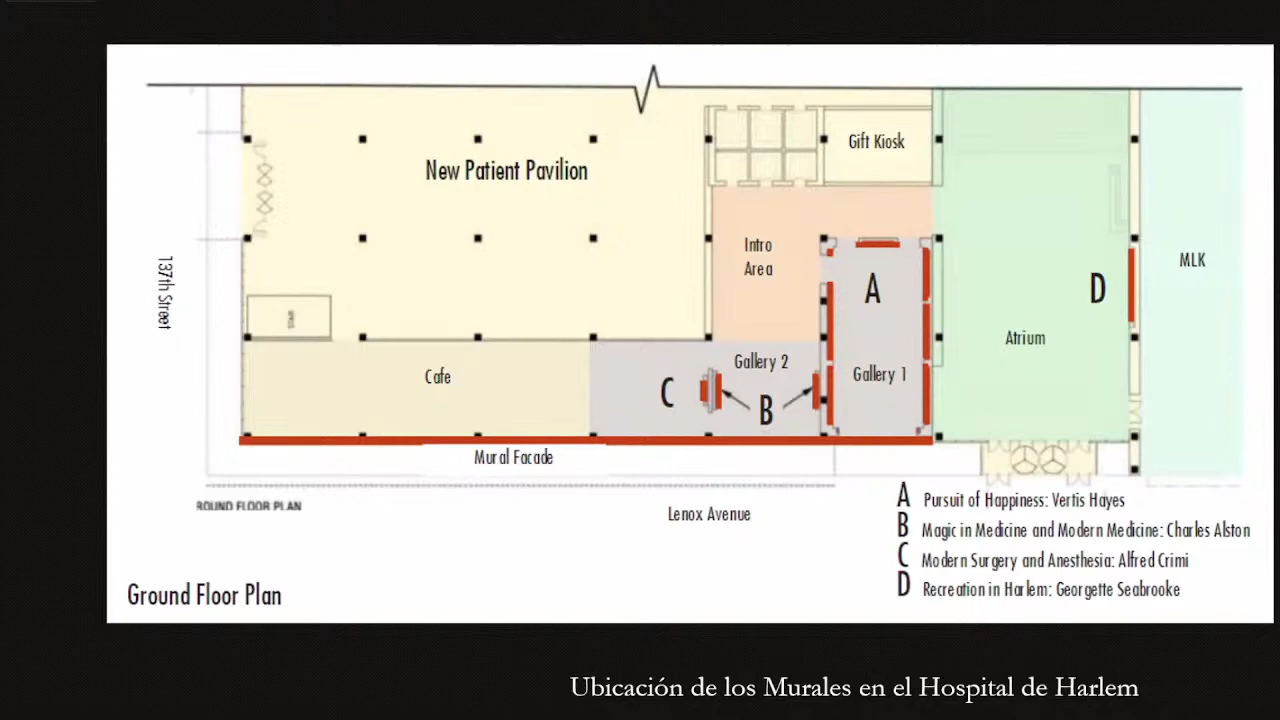 Gift Kiosk
New Patient Pavilion
Intro
Area
A
D
MLK
137th Street
STAIR
Atrium
Cafe
Gallery 2
Gallery 1
C
B
Mural Facade
ROUND FLOOR PLAN
Lenox Avenue
A Pursuit of Happiness: Vertis Hayes
B Magic in Medicine and Modern Medicine: Charles Alston
C Modern Surgery and Anesthesia: Alfred Crimi
D Recreation in Harlem: Georgette Seabrooke
Ground Floor Plan
Ubicación de los Murales en el Hospital de Harlem